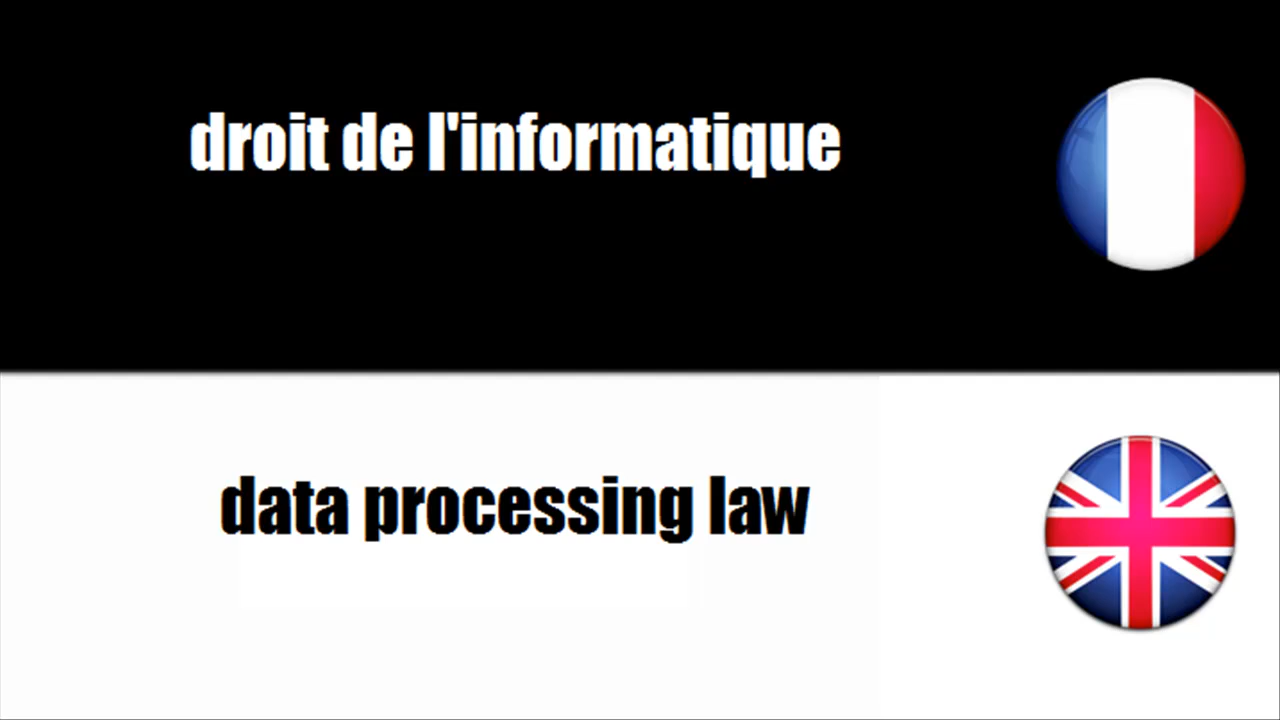 droit de l'informatique
data processing law